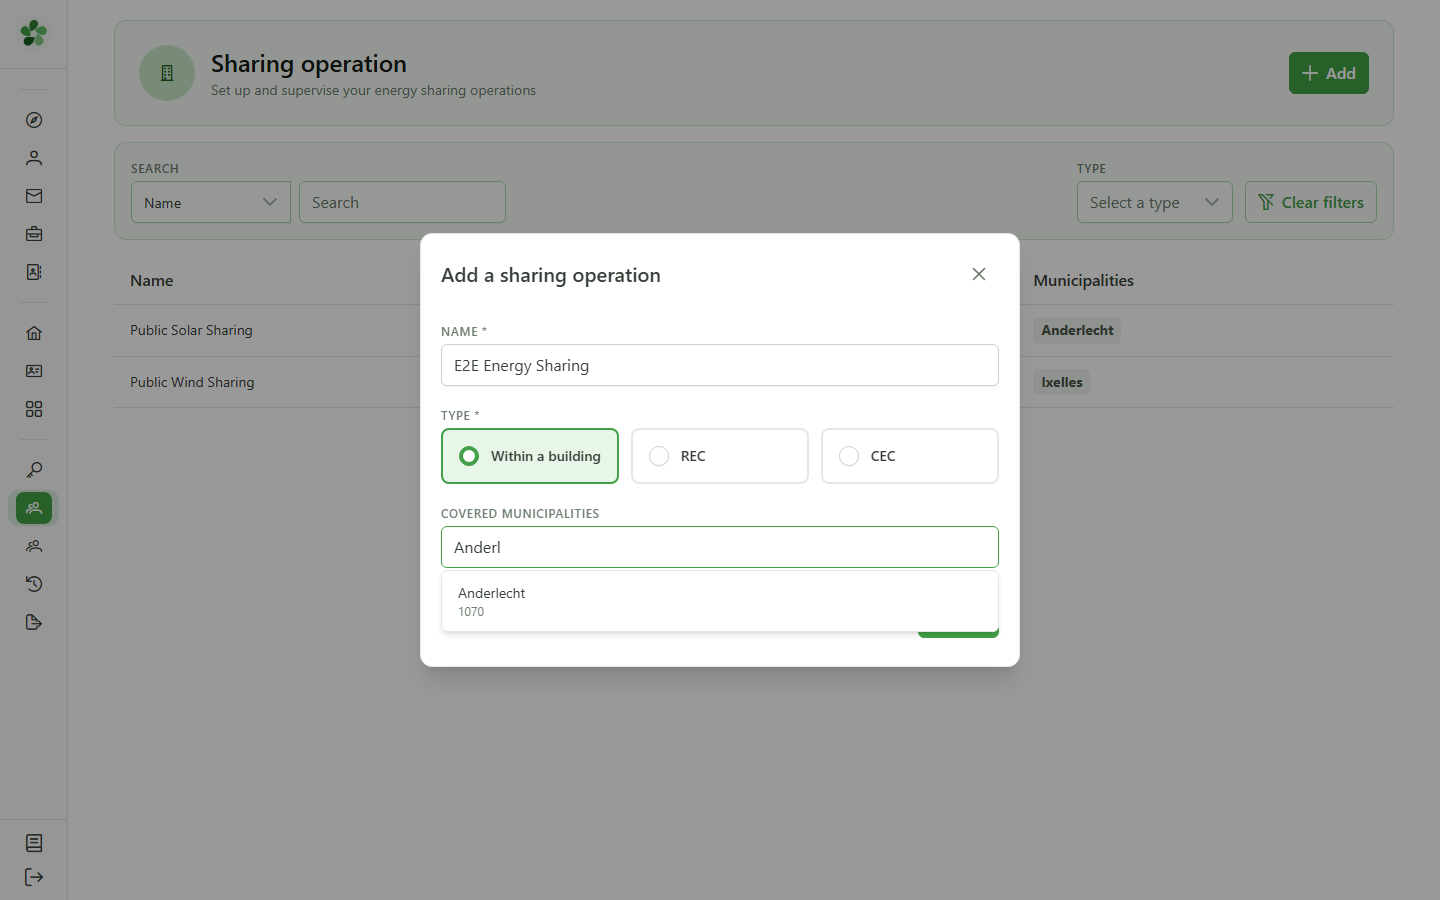 Sharing operation
Set up and supervise your energy sharing operations
Add
SEARCH
TYPE
Name
Search
Select a type
Clear filters
Name
Municipalities
Public Solar Sharing
Anderlecht
Public Wind Sharing
Ixelles
Add a sharing operation
NAME *
E2E Energy Sharing
TYPE *
Within a building
REC
CEC
COVERED MUNICIPALITIES
Anderl
Anderlecht
1070